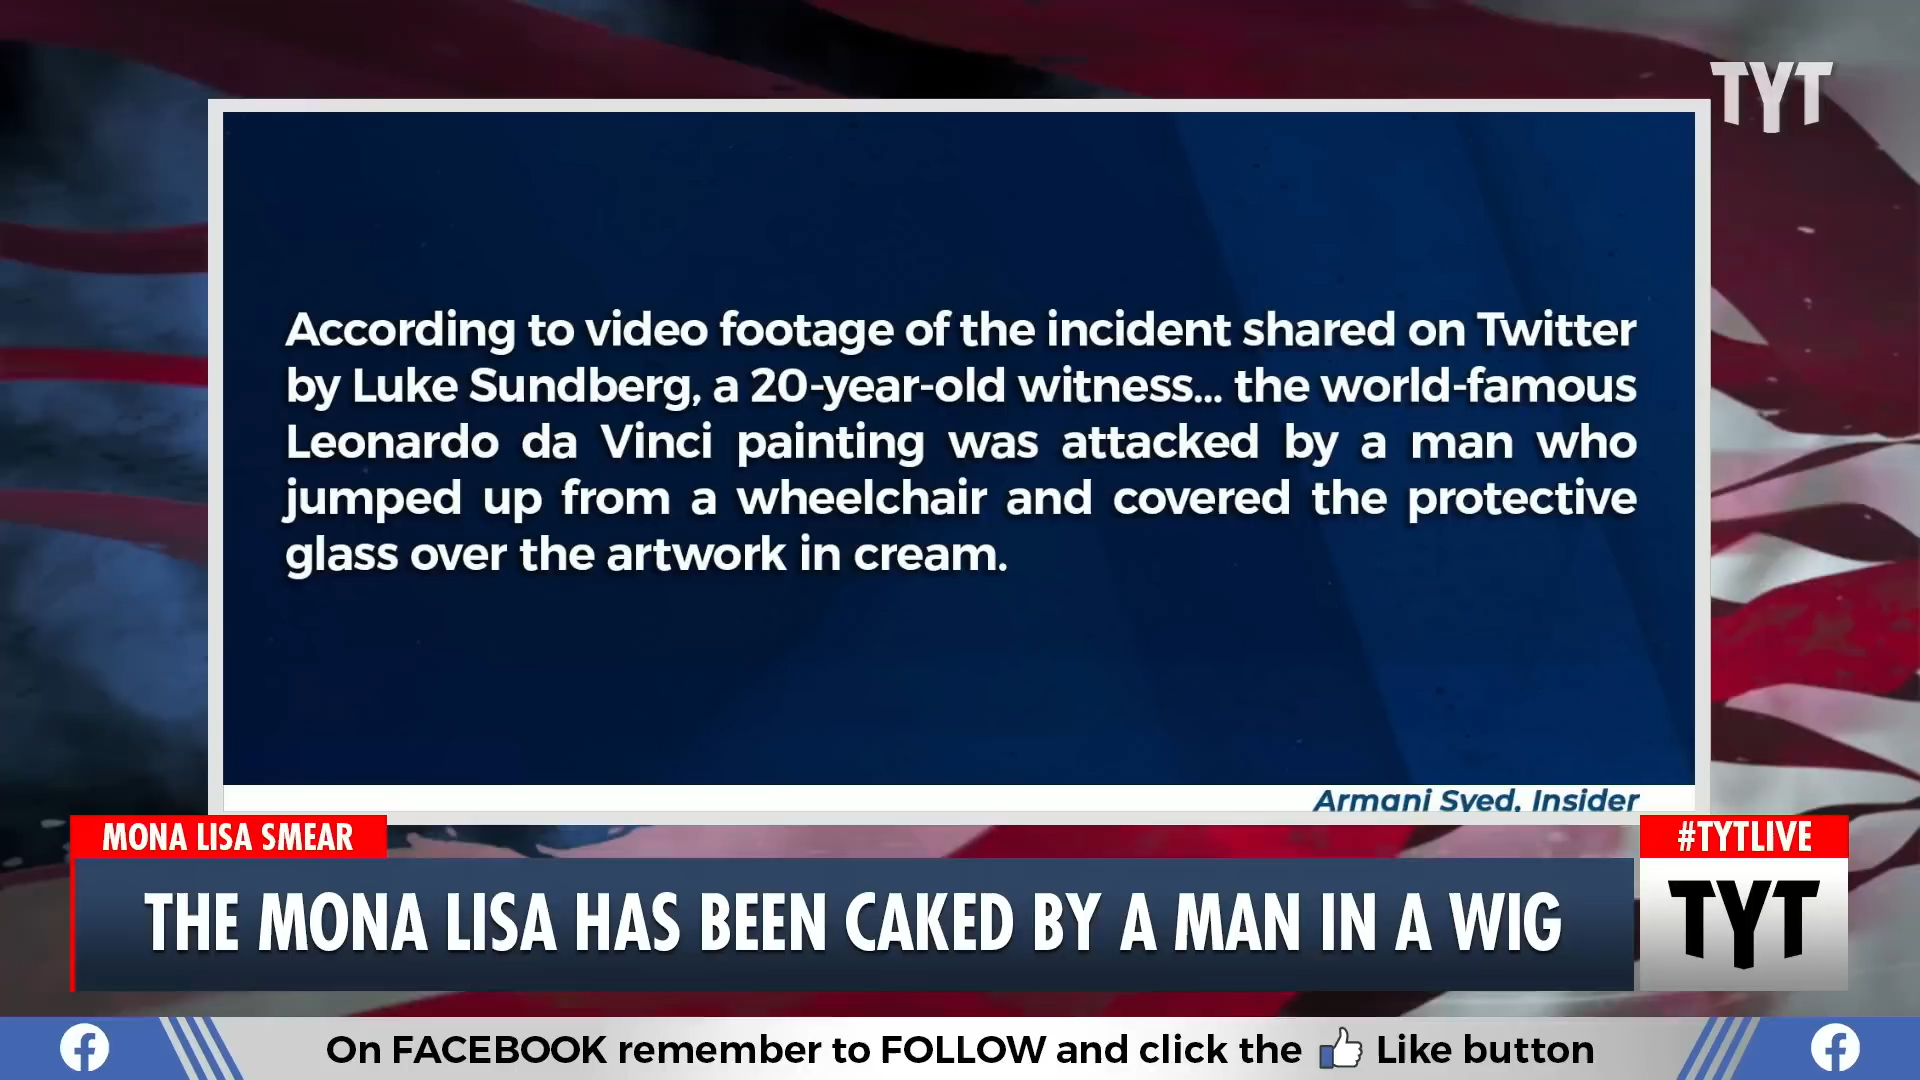 TYT
According to video footage of the incident shared on Twitter
by Luke Sundberg, a 20-year-old witness... the world-famous
Leonardo da Vinci painting was attacked by a man who
jumped up from a wheelchair and covered the protective
glass over the artwork in cream.
Armani Syed, Insider
MONA LISA SMEAR
#TYTLIVE
THE MONA LISA HAS BEEN CAKED BY A MAN IN A WIG
TYT
On FACEBOOK remember to FOLLOW and click the Like button